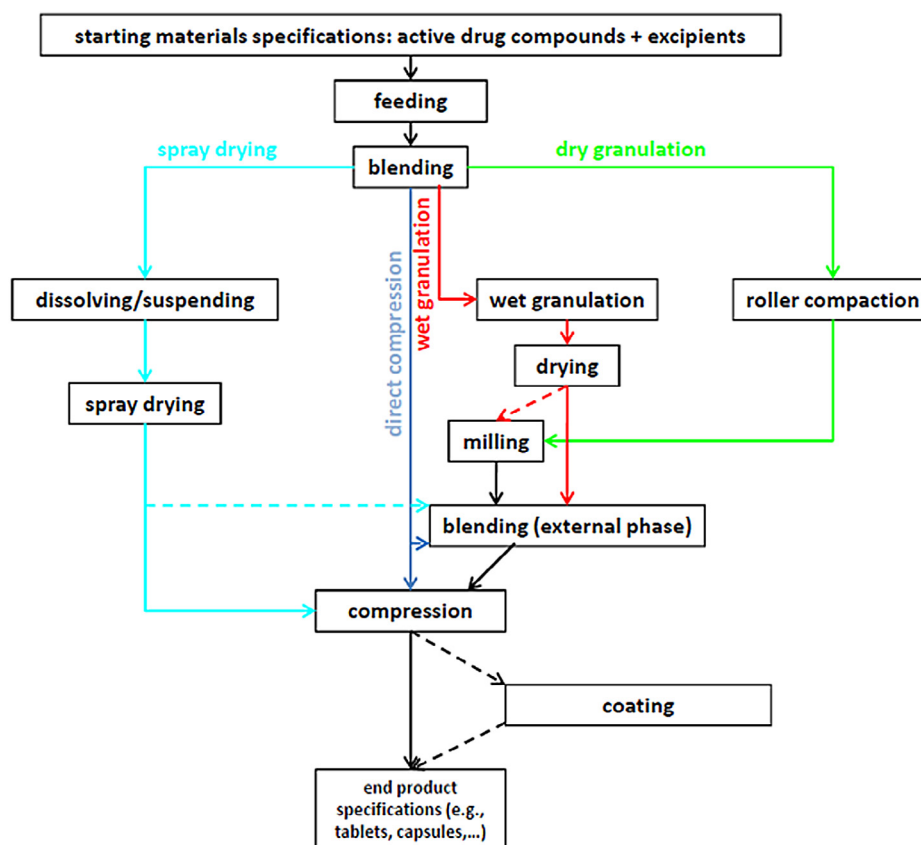 starting materials specifications: active drug compounds + excipients
feeding
spray drying
dry granulation
blending
direct compression
wet granulation
dissolving/suspending
wet granulation
roller compaction
drying
spray drying
milling
blending (external phase)
compression
coating
end product
specifications (e.g.,
tablets, capsules,...)